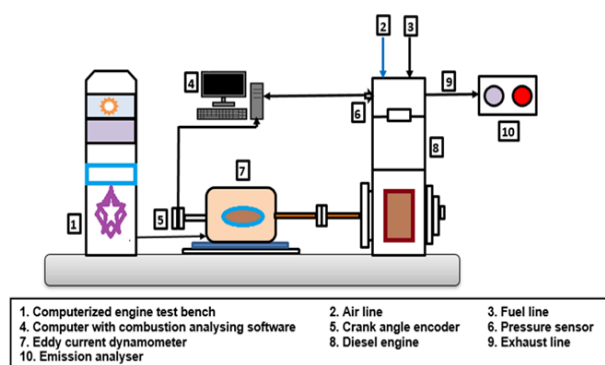 2
3
4
9
6
10
8
7
5
1
1. Computerized engine test bench 2. Air line 3. Fuel line
4. Computer with combustion analysing software 5. Crank angle encoder 6. Pressure sensor
7. Eddy current dynamometer 8. Diesel engine 9. Exhaust line
10. Emission analyser